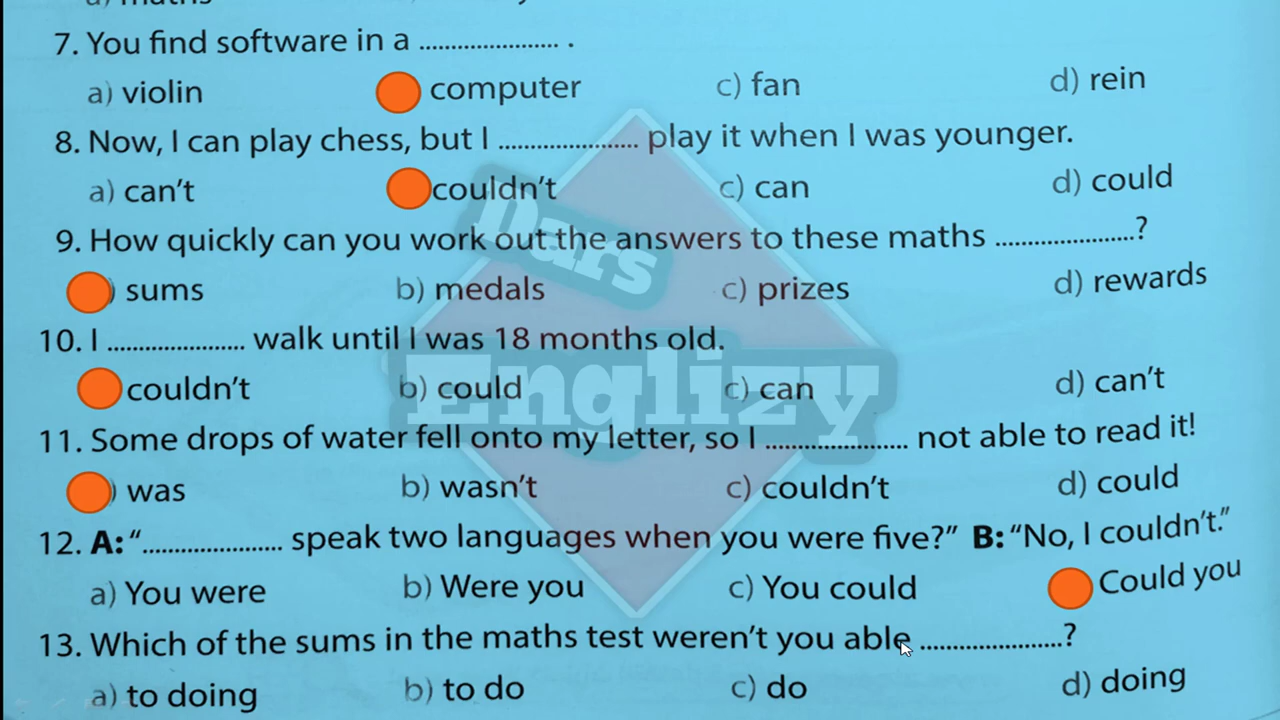 a) maths
7. You find software in a ..................... .
a) violin computer c) fan d) rein
8. Now, I can play chess, but I ..................... play it when I was younger.
a) can't couldn't c) can d) could
9. How quickly can you work out the answers to these maths .....................?
) sums b) medals c) prizes d) rewards
10. I ..................... walk until I was 18 months old.
couldn't b) could c) can d) can't
11. Some drops of water fell onto my letter, so I ..................... not able to read it!
) was b) wasn't c) couldn't d) could
12. A: "..................... speak two languages when you were five?" B: "No, I couldn't."
a) You were b) Were you c) You could Could you
13. Which of the sums in the maths test weren't you able .....................?
a) to doing b) to do c) do d) doing
Dars
Englizy